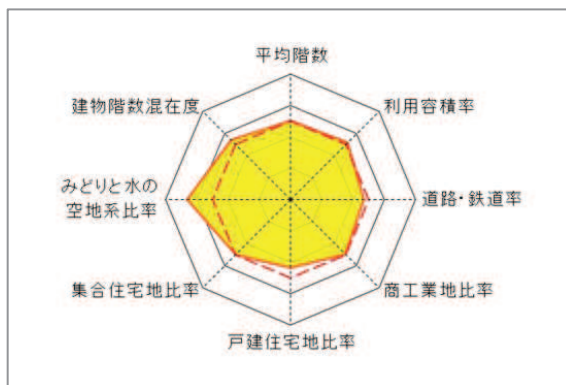 平均階数
建物階数混在度
利用容積率
みどりと水の
空地系比率
道路・鉄道率
集合住宅地比率
商工業地比率
戸建住宅地比率